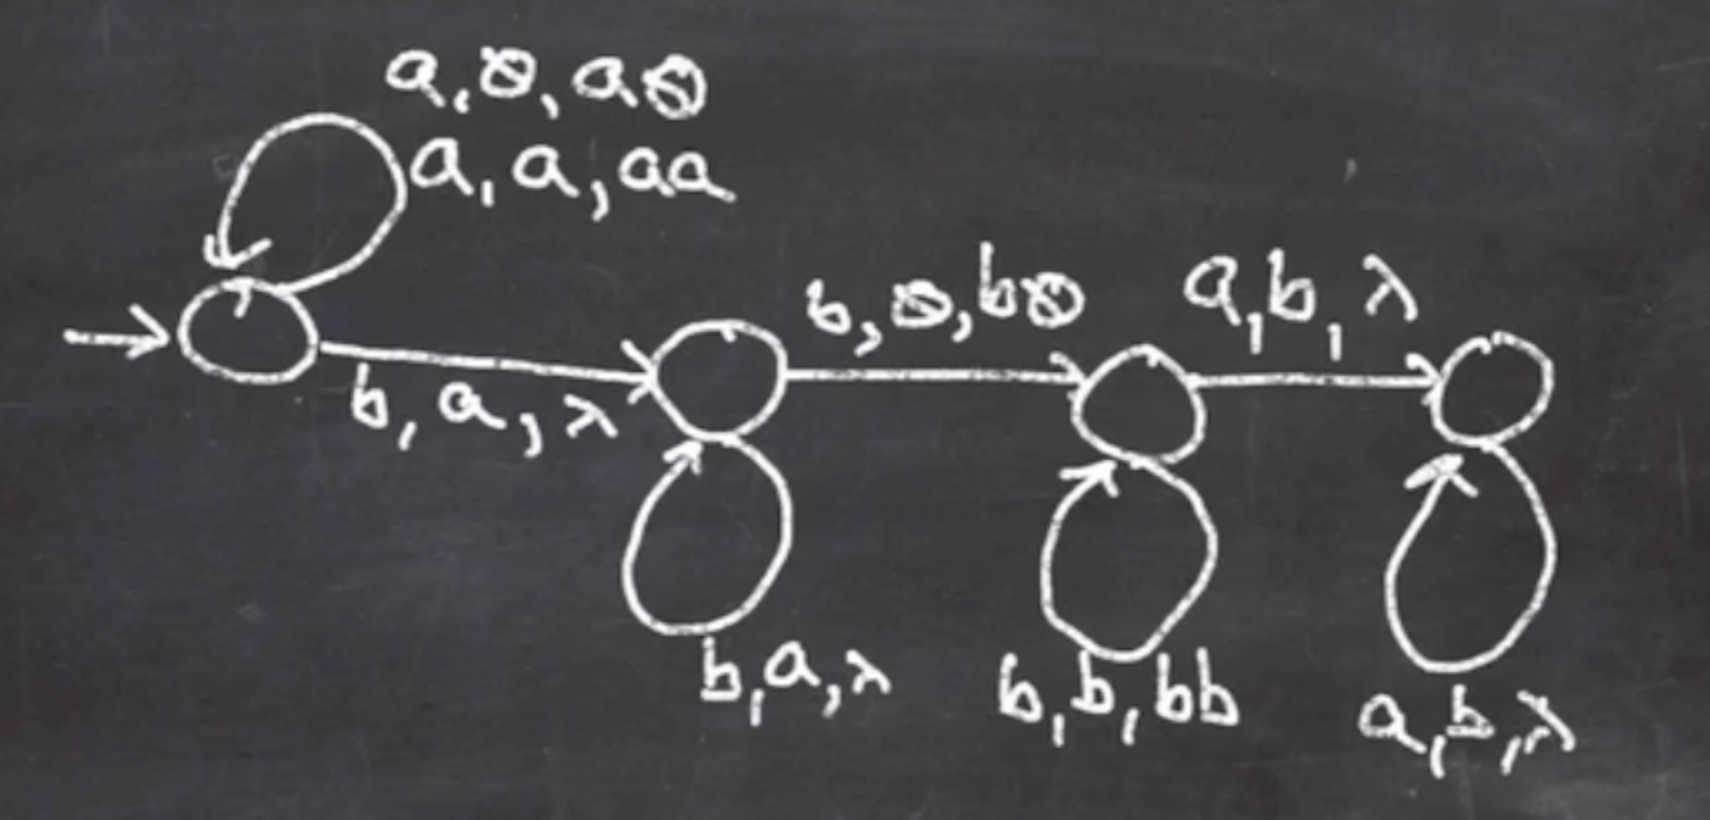 a,⊗,a⊗
a,a,aa
b,a,λ
b,⊗,b⊗
a,b,λ
b,a,λ
b,b,bb
a,b,λ